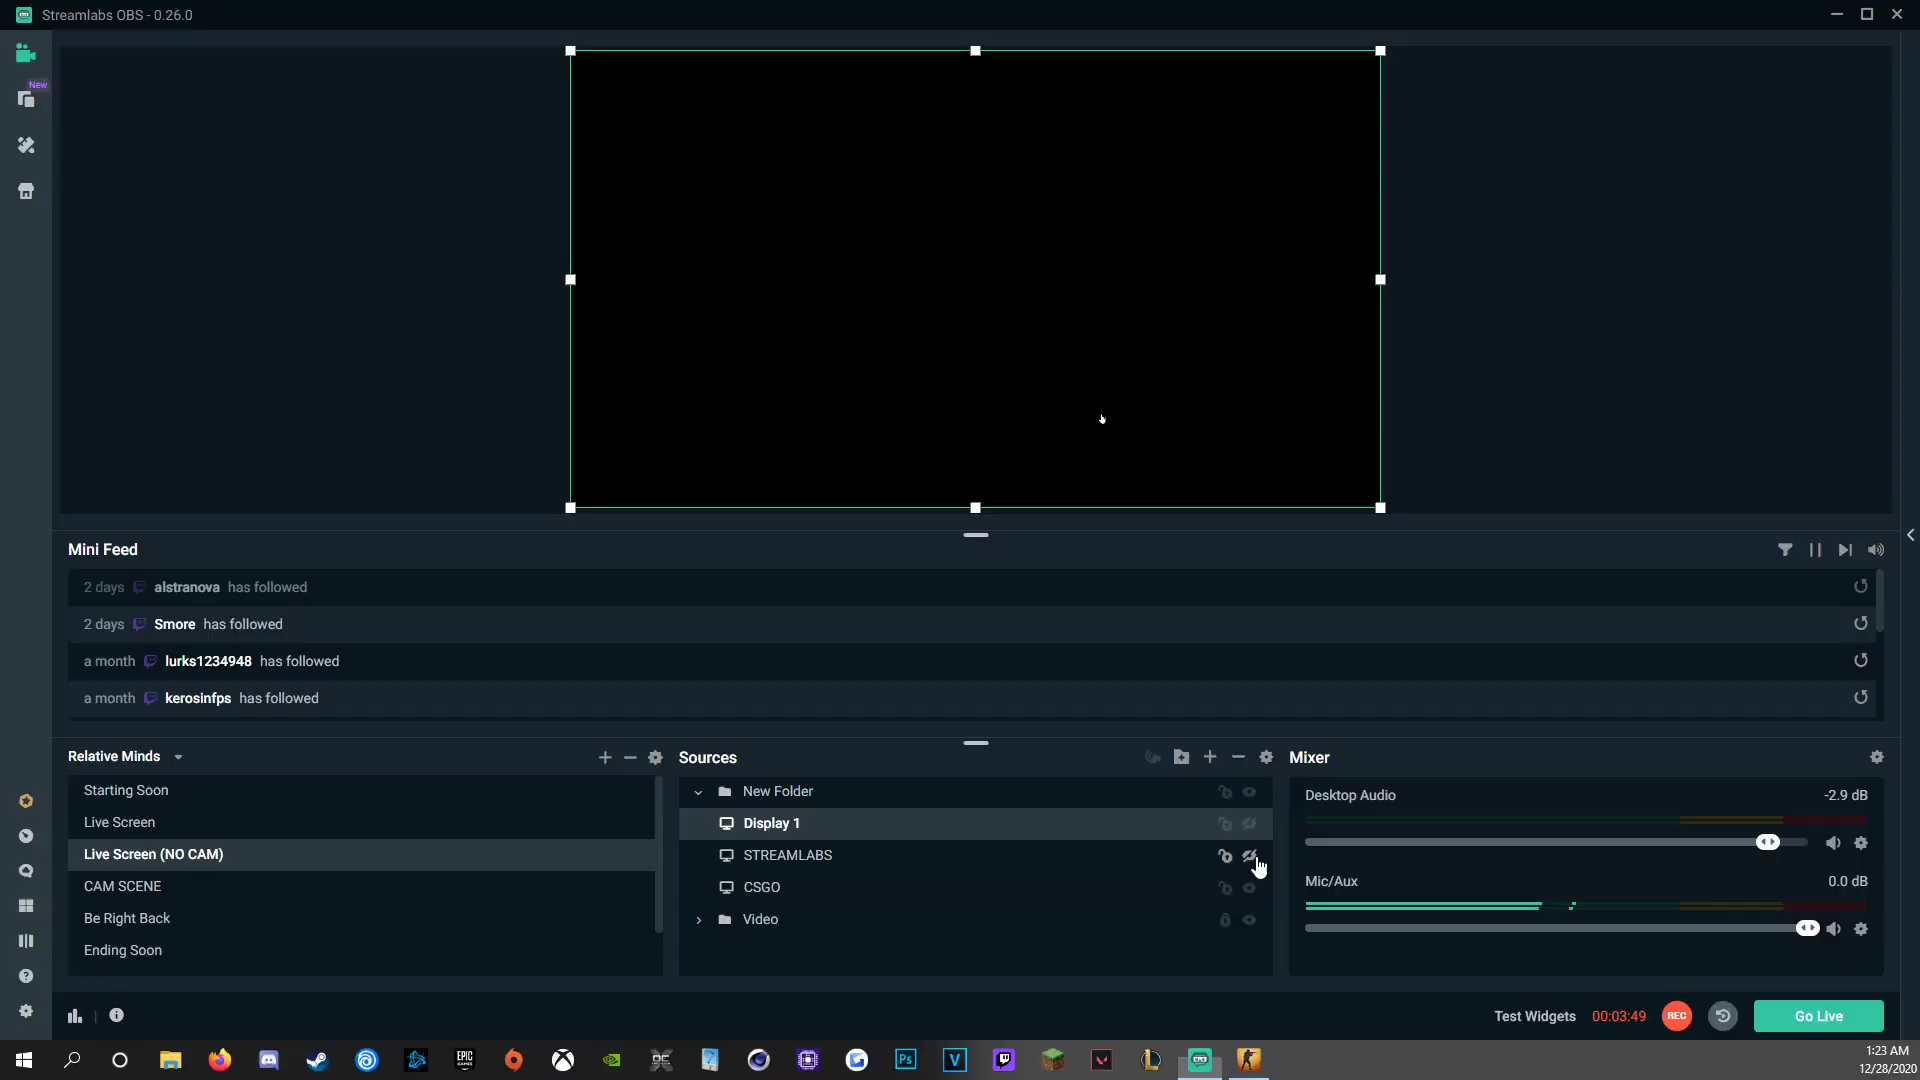 Streamlabs OBS - 0.26.0
New
Mini Feed
2 days alstranova has followed
2 days Smore has followed
a month lurks1234948 has followed
a month kerosinfps has followed
Relative Minds
Starting Soon
Live Screen
Live Screen (NO CAM)
CAM SCENE
Be Right Back
Ending Soon
Sources
New Folder
Display 1
STREAMLABS
CSGO
Video
Mixer
Desktop Audio -2.9 dB
Mic/Aux 0.0 dB
Test Widgets 00:03:49 REC Go Live
EPIC GAMES
Ps
V
1:23 AM
12/28/2020